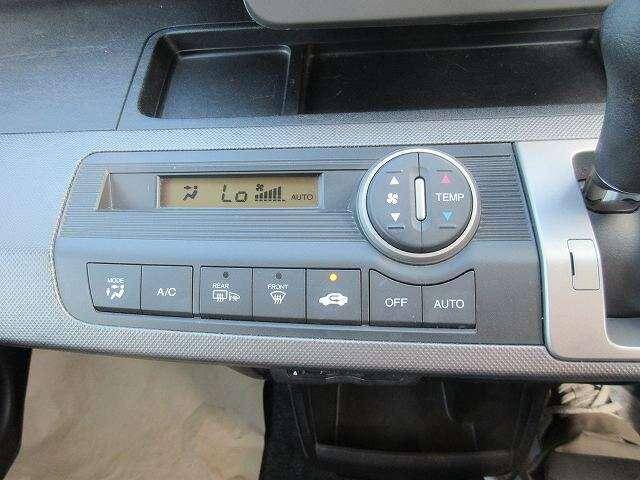 Lo AUTO
TEMP
MODE A/C REAR FRONT OFF AUTO